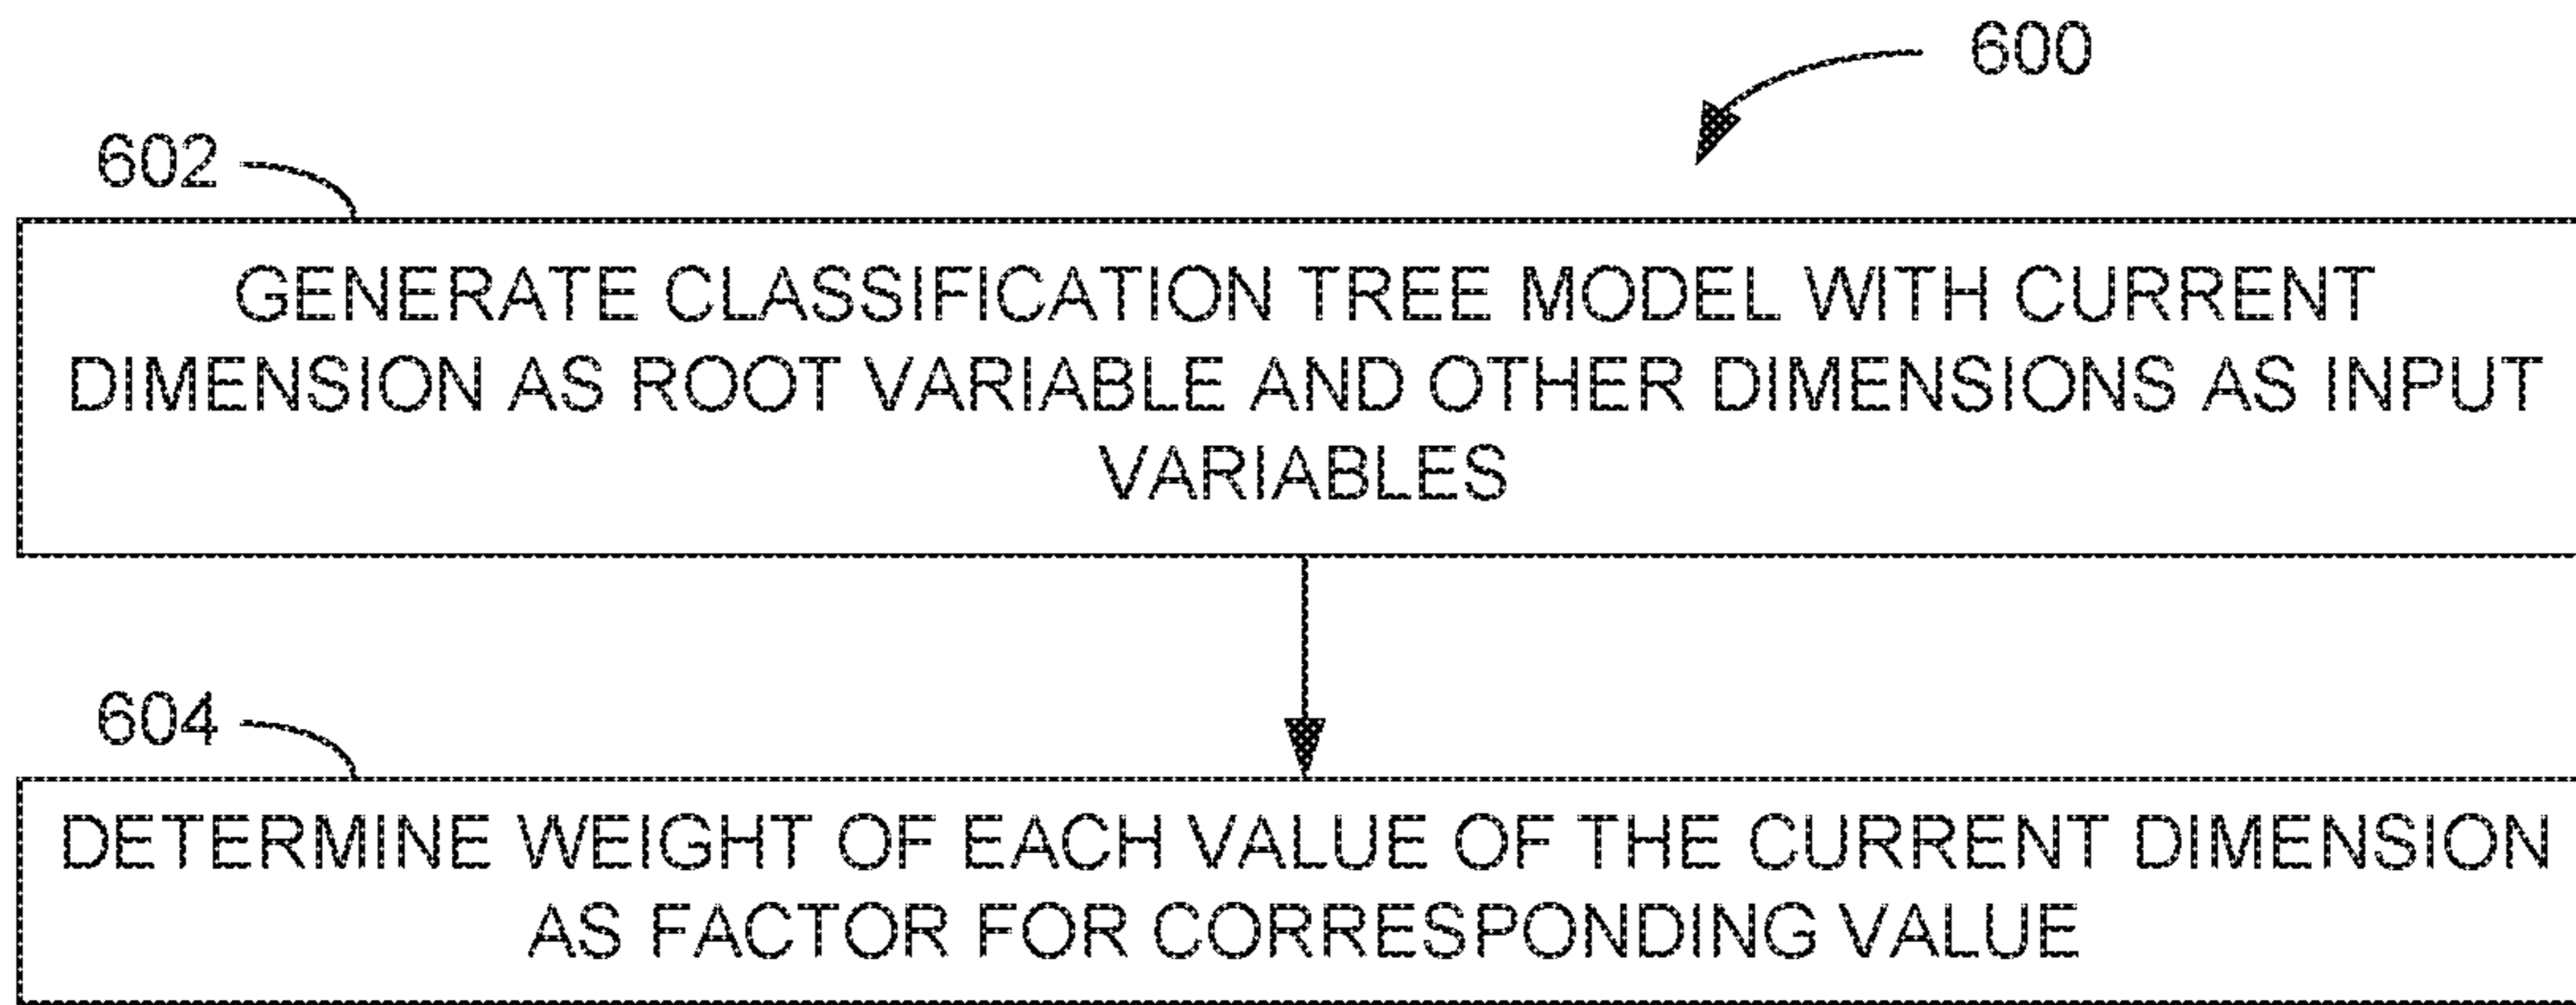 600
602
GENERATE CLASSIFICATION TREE MODEL WITH CURRENT
DIMENSION AS ROOT VARIABLE AND OTHER DIMENSIONS AS INPUT
VARIABLES
604
DETERMINE WEIGHT OF EACH VALUE OF THE CURRENT DIMENSION
AS FACTOR FOR CORRESPONDING VALUE